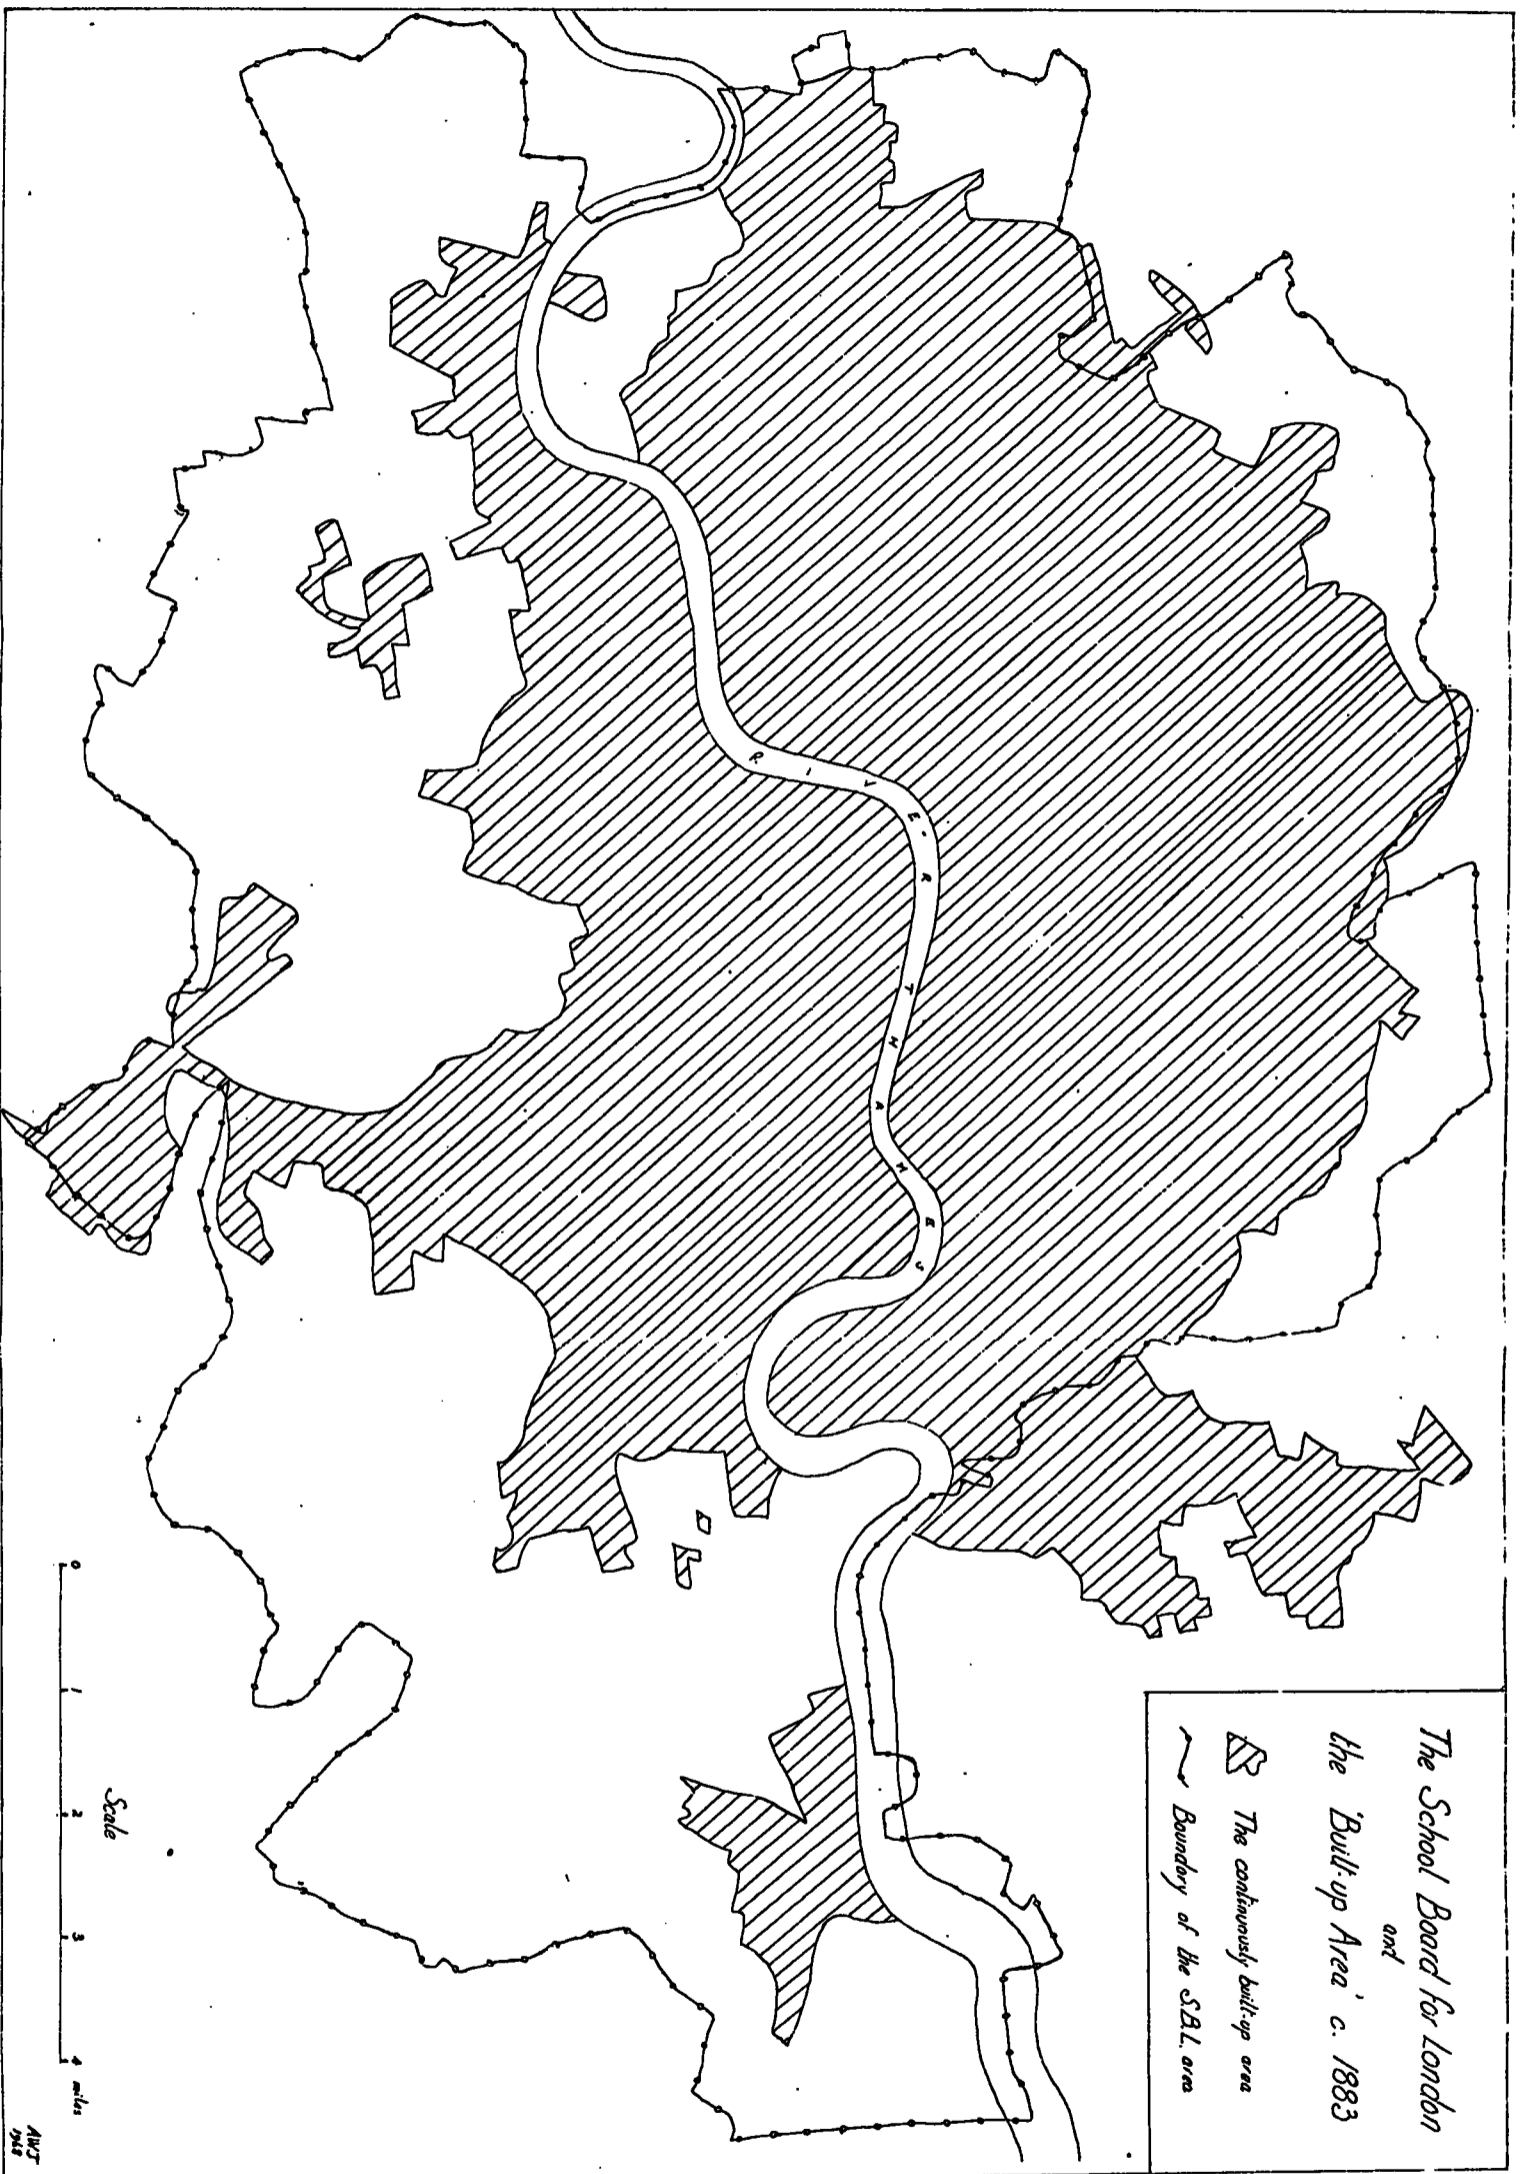 The School Board for London
and
the 'Built-up Area' c. 1883
The continuously built-up area
Boundary of the S.B.L. area
RIVER THAMES
0 1 2 3 4 miles
Scale
AWJ
1968